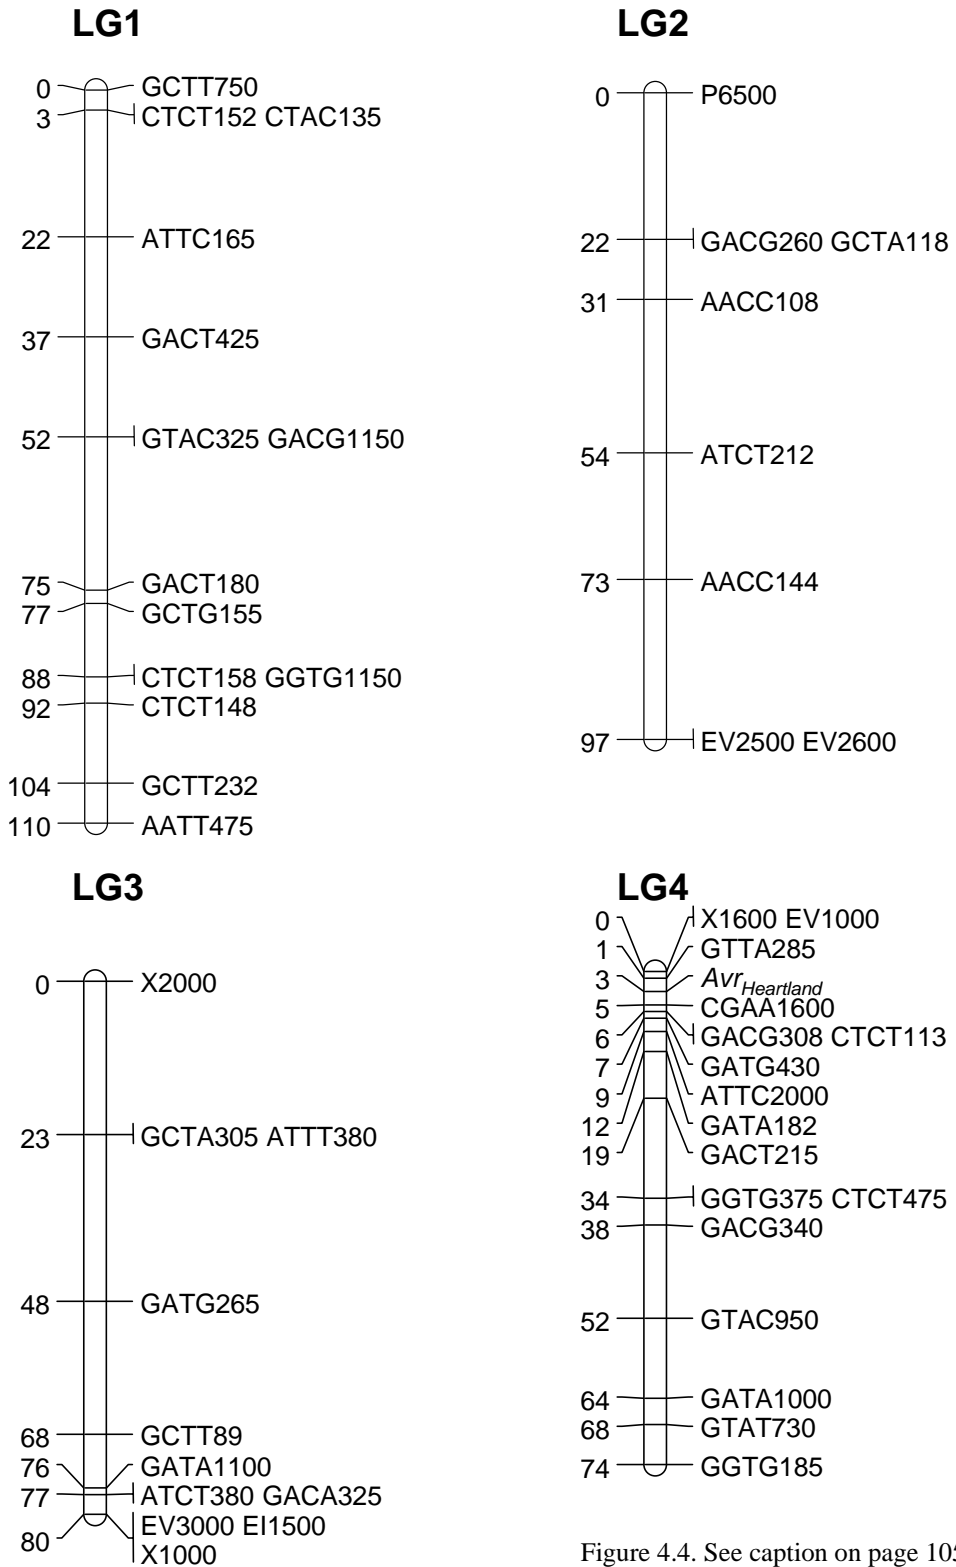 LG1
0 GCTT750
3 CTCT152 CTAC135
22 ATTC165
37 GACT425
52 GTAC325 GACG1150
75 GACT180
77 GCTG155
88 CTCT158 GGTG1150
92 CTCT148
104 GCTT232
110 AATT475
LG2
0 P6500
22 GACG260 GCTA118
31 AACC108
54 ATCT212
73 AACC144
97 EV2500 EV2600
LG3
0 X2000
23 GCTA305 ATTT380
48 GATG265
68 GCTT89
76 GATA1100
77 ATCT380 GACA325
80 EV3000 EI1500
X1000
LG4
0 X1600 EV1000
1 GTTA285
3 AvrHeartland
5 CGAA1600
6 GACG308 CTCT113
7 GATG430
9 ATTC2000
12 GATA182
19 GACT215
34 GGTG375 CTCT475
38 GACG340
52 GTAC950
64 GATA1000
68 GTAT730
74 GGTG185
Figure 4.4. See caption on page 105